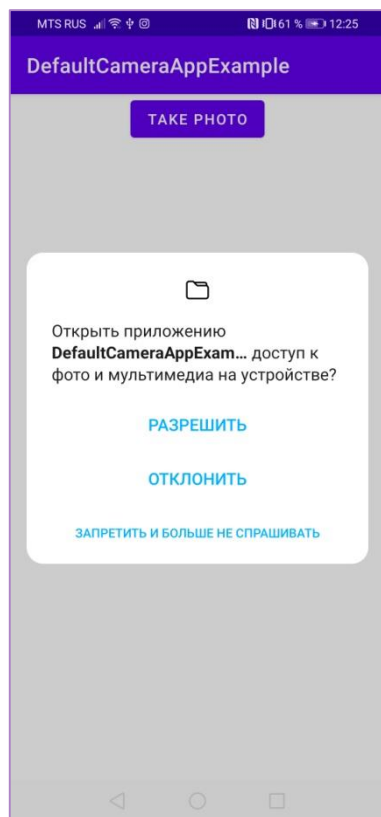 MTS RUS 61 % 12:25
DefaultCameraAppExample
TAKE PHOTO
Открыть приложению
DefaultCameraAppExam... доступ к
фото и мультимедиа на устройстве?
РАЗРЕШИТЬ
ОТКЛОНИТЬ
ЗАПРЕТИТЬ И БОЛЬШЕ НЕ СПРАШИВАТЬ